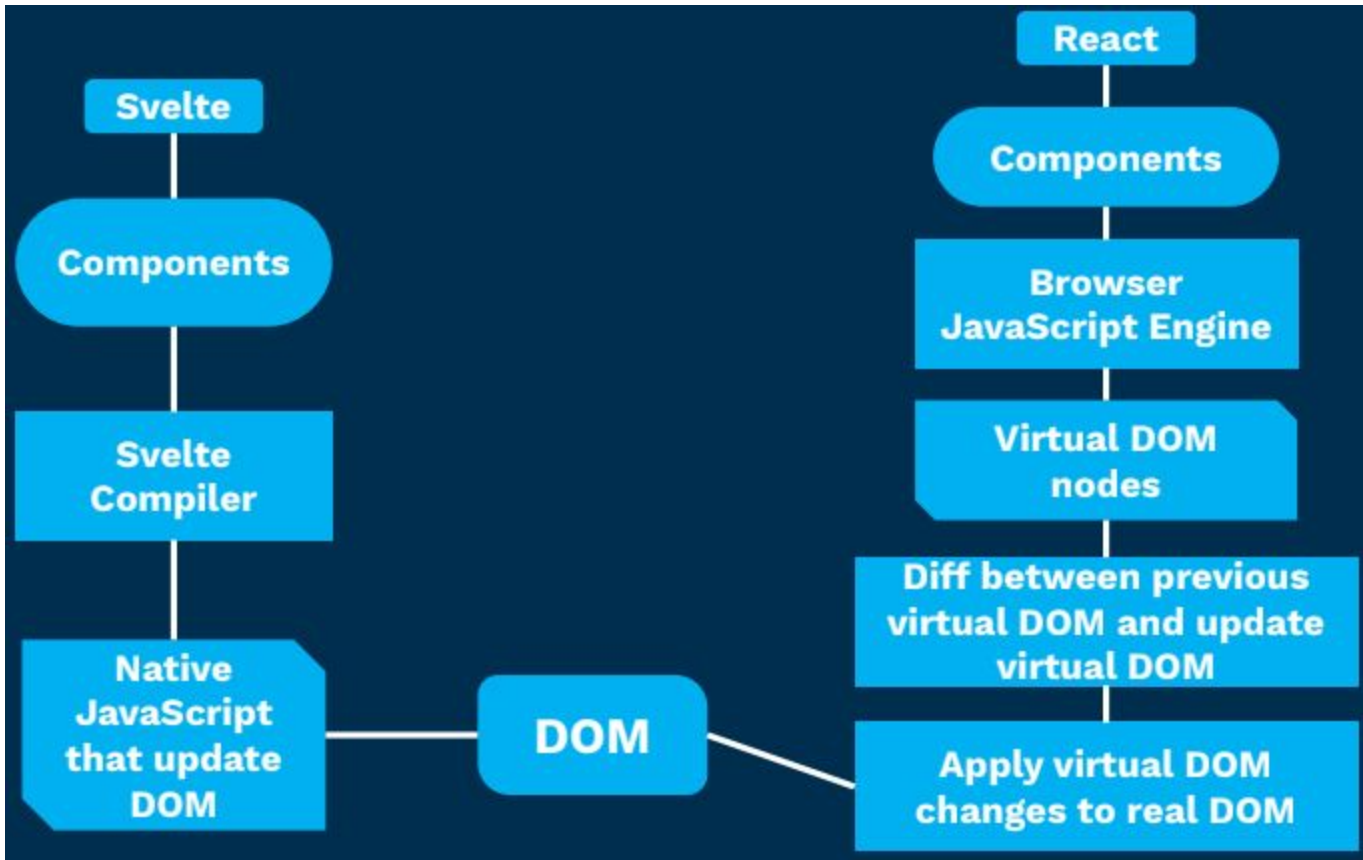 Svelte
Components
Svelte
Compiler
Native
JavaScript
that update
DOM
DOM
React
Components
Browser
JavaScript Engine
Virtual DOM
nodes
Diff between previous
virtual DOM and update
virtual DOM
Apply virtual DOM
changes to real DOM